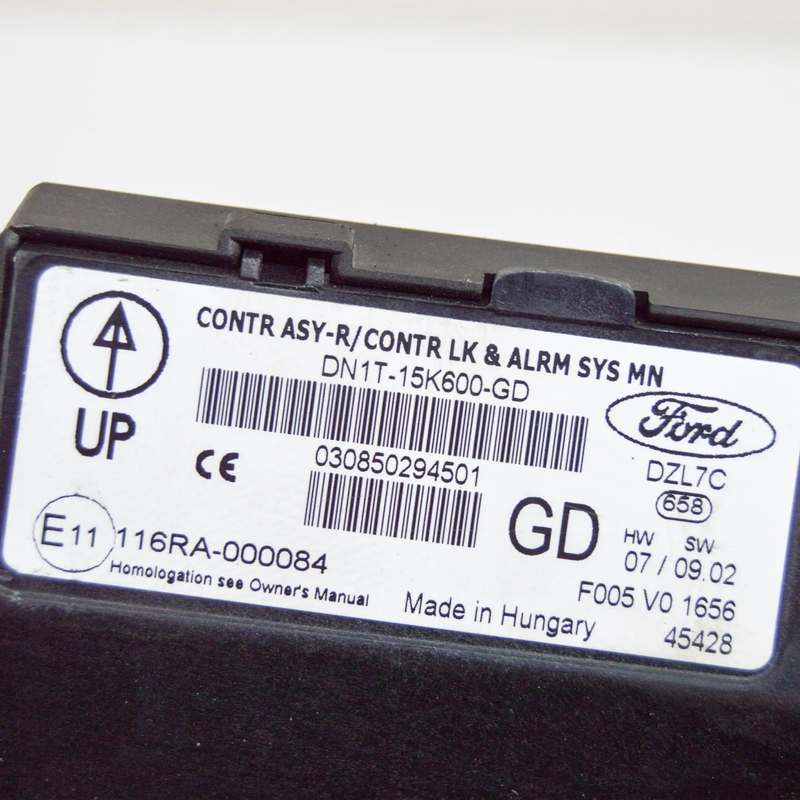 CONTR ASY-R/CONTR LK & ALRM SYS MN
DN1T-15K600-GD
UP
Ford
DZL7C
658
CE
030850294501
GD
HW SW
07 / 09.02
E11 116RA-000084
F005 V0 1656
Homologation see Owner's Manual
Made in Hungary
45428